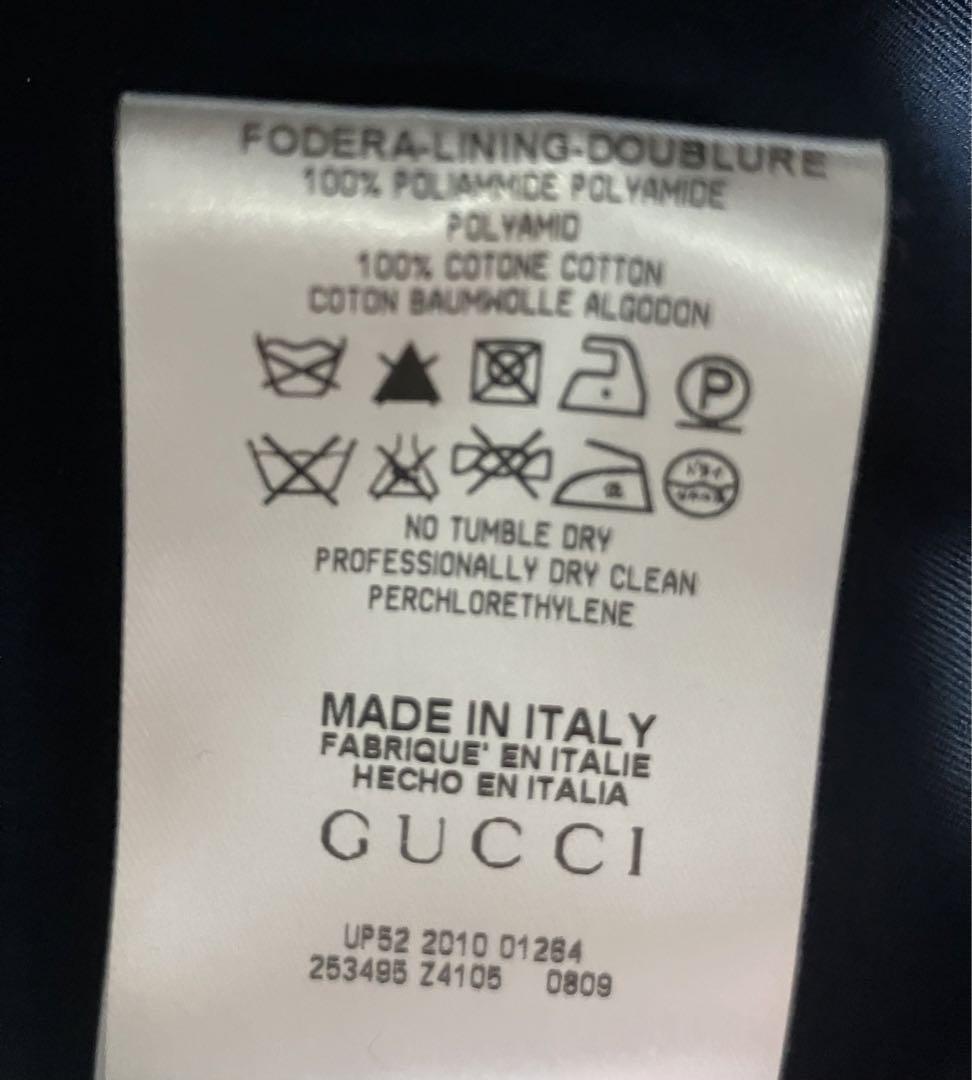 FODERA-LINING-DOUBLURE
100% POLIAMMIDE POLYAMIDE
POLYAMID
100% COTONE COTTON
COTON BAUMWOLLE ALGODON
P
NO TUMBLE DRY
PROFESSIONALLY DRY CLEAN
PERCHLORETHYLENE
MADE IN ITALY
FABRIQUE' EN ITALIE
HECHO EN ITALIA
GUCCI
UP52 2010 01264
253495 Z4105 0809